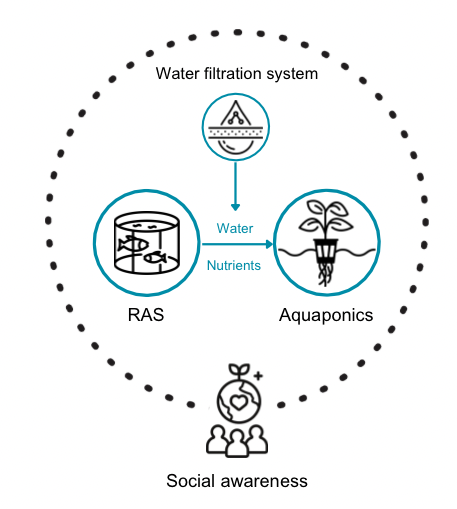 Water filtration system
Water
Nutrients
RAS
Aquaponics
Social awareness